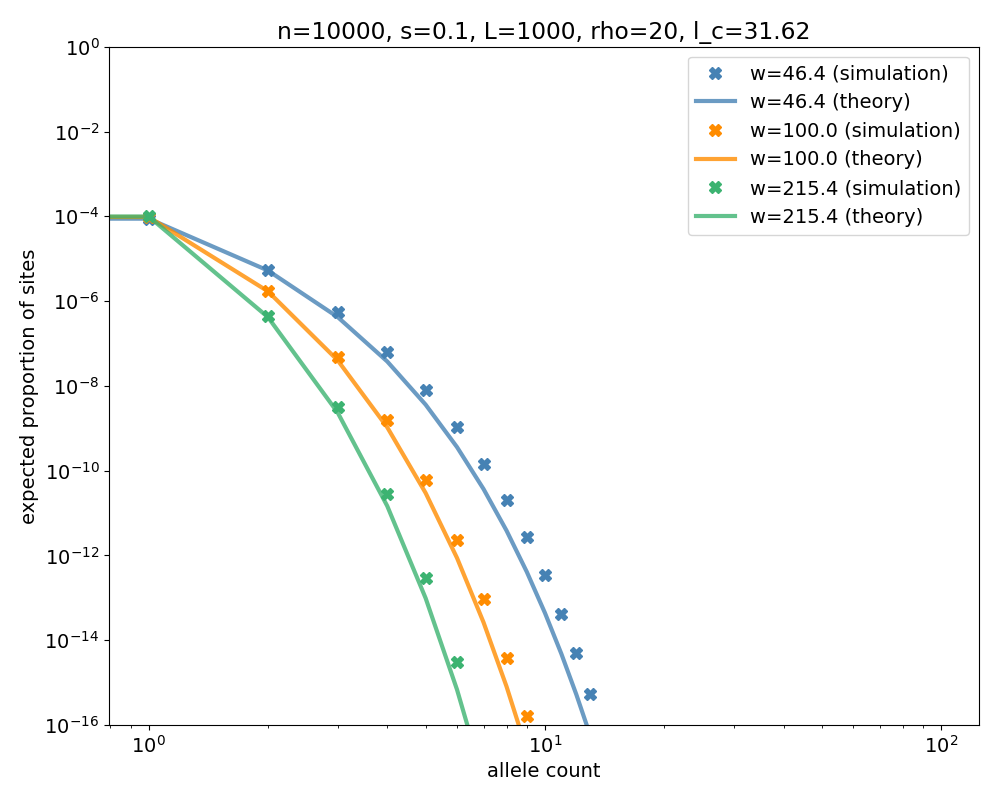 n=10000, s=0.1, L=1000, rho=20, l_c=31.62
10^0
10^-2
10^-4
10^-6
10^-8
10^-10
10^-12
10^-14
10^-16
expected proportion of sites
w=46.4 (simulation)
w=46.4 (theory)
w=100.0 (simulation)
w=100.0 (theory)
w=215.4 (simulation)
w=215.4 (theory)
10^0 10^1 10^2
allele count